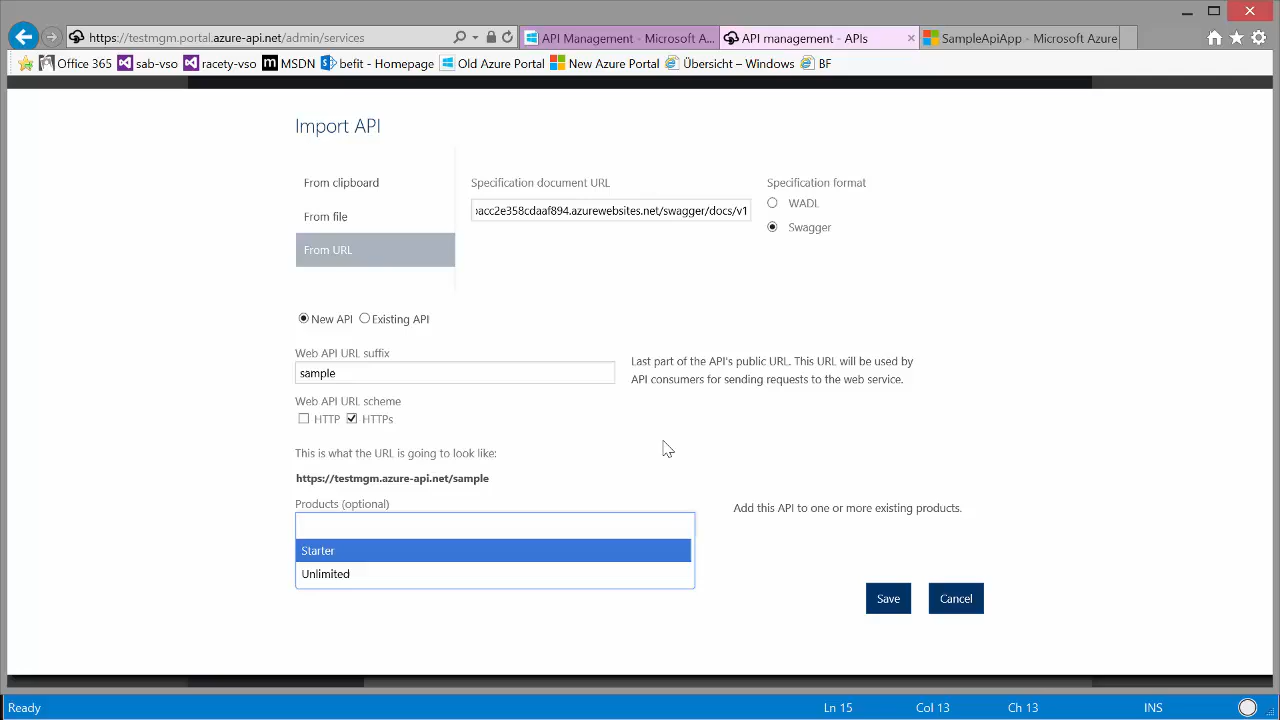 https://testmgm.portal.azure-api.net/admin/services
API Management - Microsoft A...
API management - APIs
SampleApiApp - Microsoft Azure
Office 365 sab-vso racety-vso MSDN befit - Homepage Old Azure Portal New Azure Portal Übersicht – Windows BF
Import API
From clipboard
From file
From URL
Specification document URL
acc2e358cdaaf894.azurewebsites.net/swagger/docs/v1
Specification format
WADL
Swagger
New API Existing API
Web API URL suffix
sample
Last part of the API's public URL. This URL will be used by
API consumers for sending requests to the web service.
Web API URL scheme
HTTP HTTPs
This is what the URL is going to look like:
https://testmgm.azure-api.net/sample
Products (optional)
Starter
Unlimited
Add this API to one or more existing products.
Save Cancel
Ready Ln 15 Col 13 Ch 13 INS